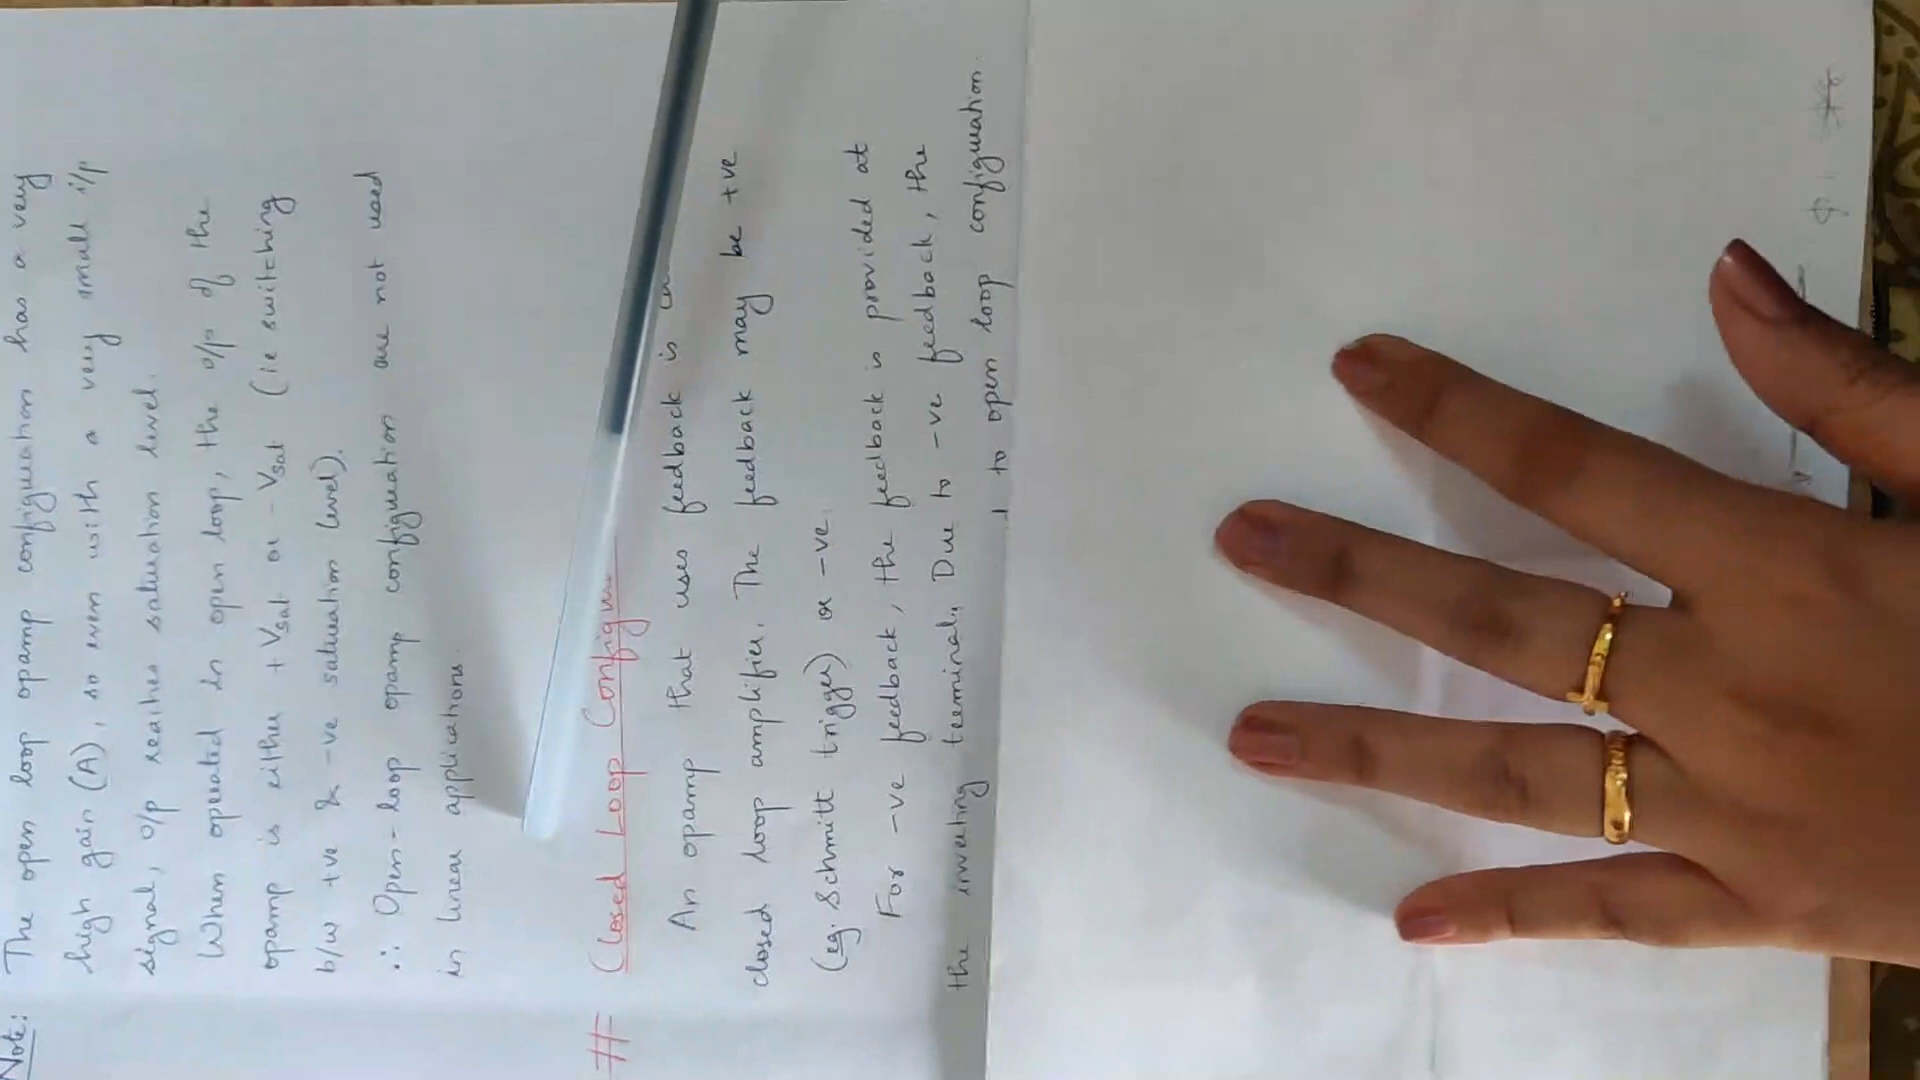 Note: The open loop opamp configuration has a very
high gain (A), so even with a very small i/p
signal, o/p reaches saturation level.
When operated in open loop, the o/p of the
opamp is either +Vsat or -Vsat (ie switching
b/w +ve & -ve saturation level).
∴ Open-loop opamp configuration are not used
in linear applications.
# Closed Loop
An opamp that uses feedback is
closed loop amplifier. The feedback may be +ve
(eg. Schmitt trigger) or -ve.
For -ve feedback, the feedback is provided at
the inverting terminal. Due to -ve feedback, the
to open loop configuration.